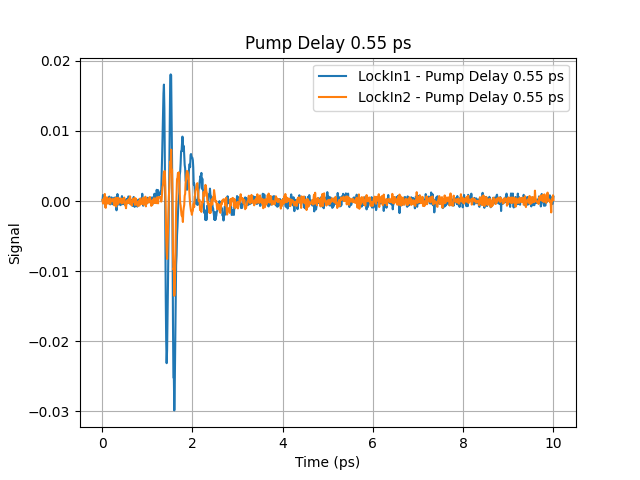 Pump Delay 0.55 ps
LockIn1 - Pump Delay 0.55 ps
LockIn2 - Pump Delay 0.55 ps
0.02
0.01
0.00
−0.01
−0.02
−0.03
Signal
0 2 4 6 8 10
Time (ps)